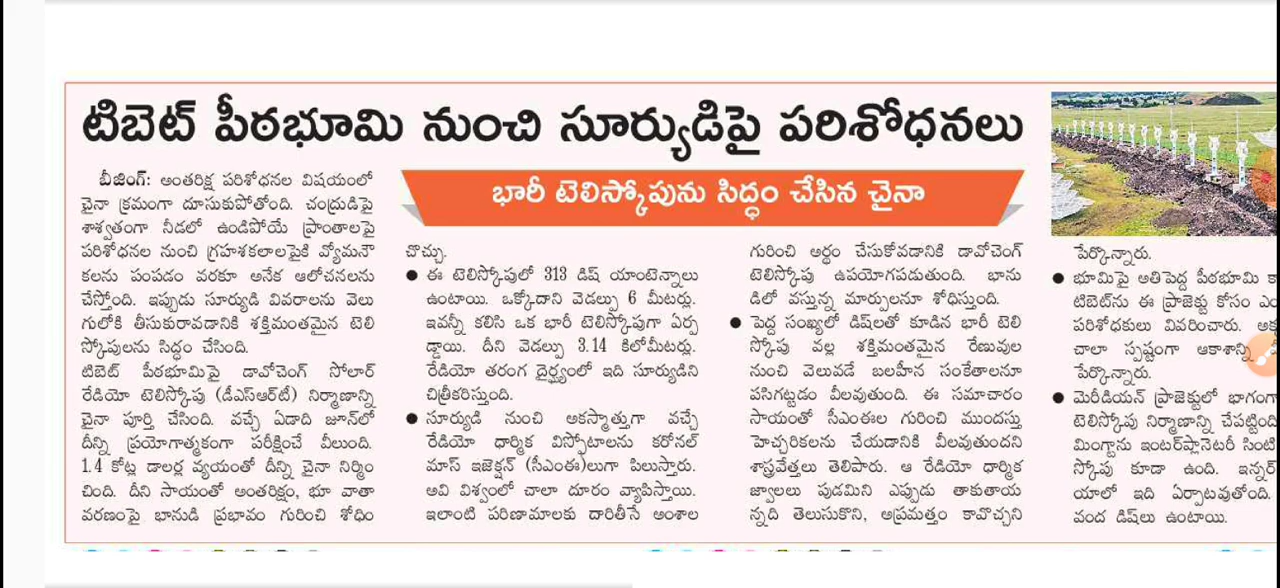 టిబెట్ పీఠభూమి నుంచి సూర్యుడిపై పరిశోధనలు
భారీ టెలిస్కోపును సిద్ధం చేసిన చైనా
బీజింగ్: అంతరిక్ష పరిశోధనల విషయంలో
చైనా క్రమంగా దూసుకుపోతోంది. చంద్రుడిపై
శాశ్వతంగా నీడలో ఉండిపోయే ప్రాంతాలపై
పరిశోధనల నుంచి గ్రహశకలాలపైకి వ్యోమనౌ
కలను పంపడం వరకూ అనేక ఆలోచనలను
చేస్తోంది. ఇప్పుడు సూర్యుడి వివరాలను వెలు
గులోకి తీసుకురావడానికి శక్తిమంతమైన టెలి
స్కోపులను సిద్ధం చేసింది.
టిబెట్ పీఠభూమిపై డావోచెంగ్ సోలార్
రేడియో టెలిస్కోపు (డీఎస్ఆర్‌టీ) నిర్మాణాన్ని
చైనా పూర్తి చేసింది. వచ్చే ఏడాది జూన్‌లో
దీన్ని ప్రయోగాత్మకంగా పరీక్షించే వీలుంది.
1.4 కోట్ల డాలర్ల వ్యయంతో దీన్ని చైనా నిర్మిం
చింది. దీని సాయంతో అంతరిక్షం, భూ వాతా
వరణంపై భానుడి ప్రభావం గురించి శోధిం
చొచ్చు.
● ఈ టెలిస్కోపులో 313 డిష్ యాంటెన్నాలు
ఉంటాయి. ఒక్కోదాని వెడల్పు 6 మీటర్లు.
ఇవన్నీ కలిసి ఒక భారీ టెలిస్కోపుగా ఏర్ప
డ్డాయి. దీని వెడల్పు 3.14 కిలోమీటర్లు.
రేడియో తరంగ దైర్ఘ్యంలో ఇది సూర్యుడిని
చిత్రీకరిస్తుంది.
● సూర్యుడి నుంచి అకస్మాత్తుగా వచ్చే
రేడియో ధార్మిక విస్ఫోటాలను కరోనల్
మాస్ ఇజెక్షన్ (సీఎంఈ)లుగా పిలుస్తారు.
అవి విశ్వంలో చాలా దూరం వ్యాపిస్తాయి.
ఇలాంటి పరిణామాలకు దారితీసే అంశాల
గురించి అర్థం చేసుకోవడానికి డావోచెంగ్
టెలిస్కోపు ఉపయోగపడుతుంది. భాను
డిలో వస్తున్న మార్పులనూ శోధిస్తుంది.
● పెద్ద సంఖ్యలో డిష్‌లతో కూడిన భారీ టెలి
స్కోపు వల్ల శక్తిమంతమైన రేణువుల
నుంచి వెలువడే బలహీన సంకేతాలనూ
పసిగట్టడం వీలవుతుంది. ఈ సమాచారం
సాయంతో సీఎంఈల గురించి ముందస్తు
హెచ్చరికలను చేయడానికి వీలవుతుందని
శాస్త్రవేత్తలు తెలిపారు. ఆ రేడియో ధార్మిక
జ్వాలలు పుడమిని ఎప్పుడు తాకుతాయ
న్నది తెలుసుకొని, అప్రమత్తం కావొచ్చని
పేర్కొన్నారు.
● భూమిపై అతిపెద్ద పీఠభూమి
టిబెట్‌ను ఈ ప్రాజెక్టు కోసం
పరిశోధకులు వివరించారు.
చాలా స్పష్టంగా ఆకాశాన్ని
పేర్కొన్నారు.
● మెరీడియన్ ప్రాజెక్టులో భాగంగా
టెలిస్కోపు నిర్మాణాన్ని
మింగ్టాను ఇంటర్‌ప్లానెటరీ
స్కోపు కూడా ఉంది. ఇన్నర్
యాలో ఇది ఏర్పాటవుతోంది.
వంద డిష్‌లు ఉంటాయి.